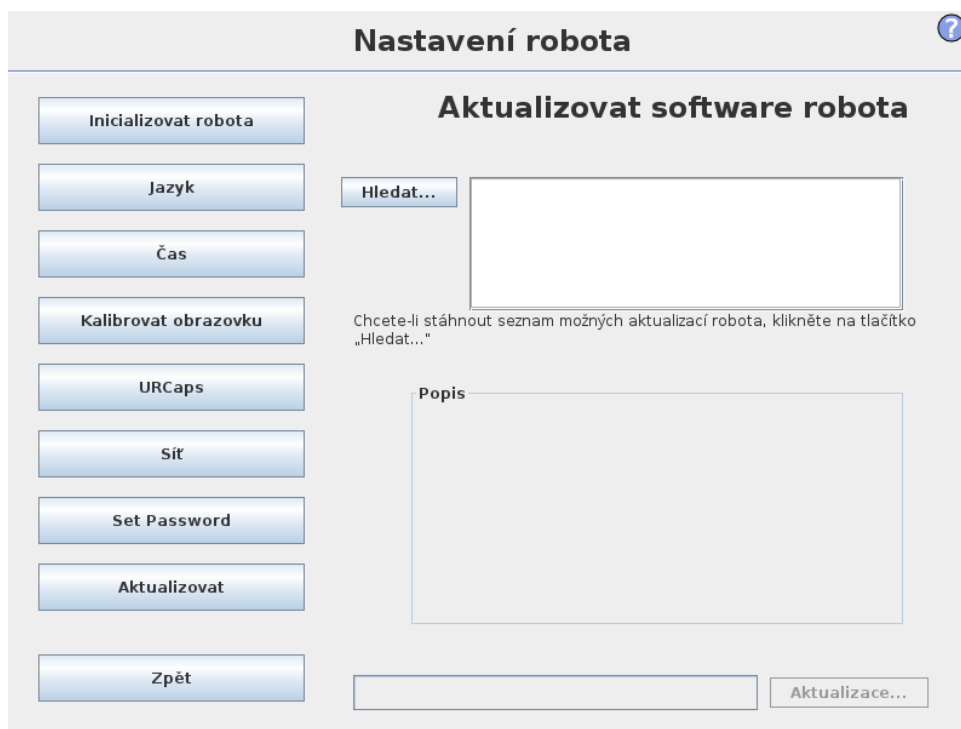 Nastavení robota
?
Inicializovat robota
Jazyk
Čas
Kalibrovat obrazovku
URCaps
Síť
Set Password
Aktualizovat
Zpět
Aktualizovat software robota
Hledat...
Chcete-li stáhnout seznam možných aktualizací robota, klikněte na tlačítko
„Hledat..."
Popis
Aktualizace...